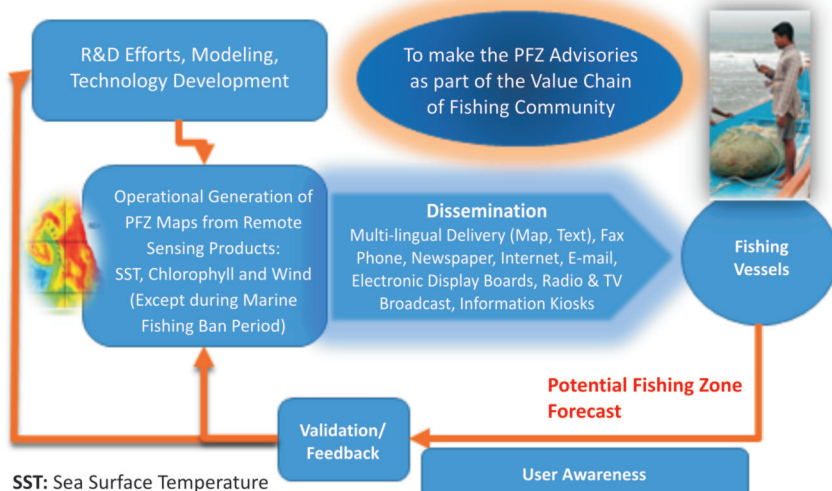 R&D Efforts, Modeling,
Technology Development
To make the PFZ Advisories
as part of the Value Chain
of Fishing Community
Operational Generation of
PFZ Maps from Remote
Sensing Products:
SST, Chlorophyll and Wind
(Except during Marine
Fishing Ban Period)
Dissemination
Multi-lingual Delivery (Map, Text), Fax
Phone, Newspaper, Internet, E-mail,
Electronic Display Boards, Radio & TV
Broadcast, Information Kiosks
Fishing
Vessels
Potential Fishing Zone
Forecast
Validation/
Feedback
User Awareness
SST: Sea Surface Temperature